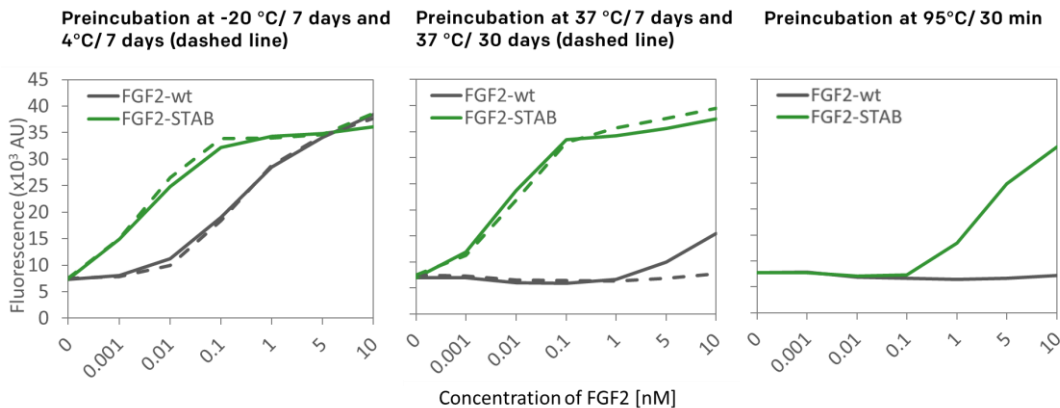 Preincubation at -20 °C/ 7 days and
4°C/ 7 days (dashed line)
Preincubation at 37 °C/ 7 days and
37 °C/ 30 days (dashed line)
Preincubation at 95°C/ 30 min
Fluorescence (x10³ AU)
45
40
35
30
25
20
15
10
5
0
FGF2-wt
FGF2-STAB
0
0.001
0.01
0.1
1
5
10
FGF2-wt
FGF2-STAB
0
0.001
0.01
0.1
1
5
10
FGF2-wt
FGF2-STAB
0
0.001
0.01
0.1
1
5
10
Concentration of FGF2 [nM]